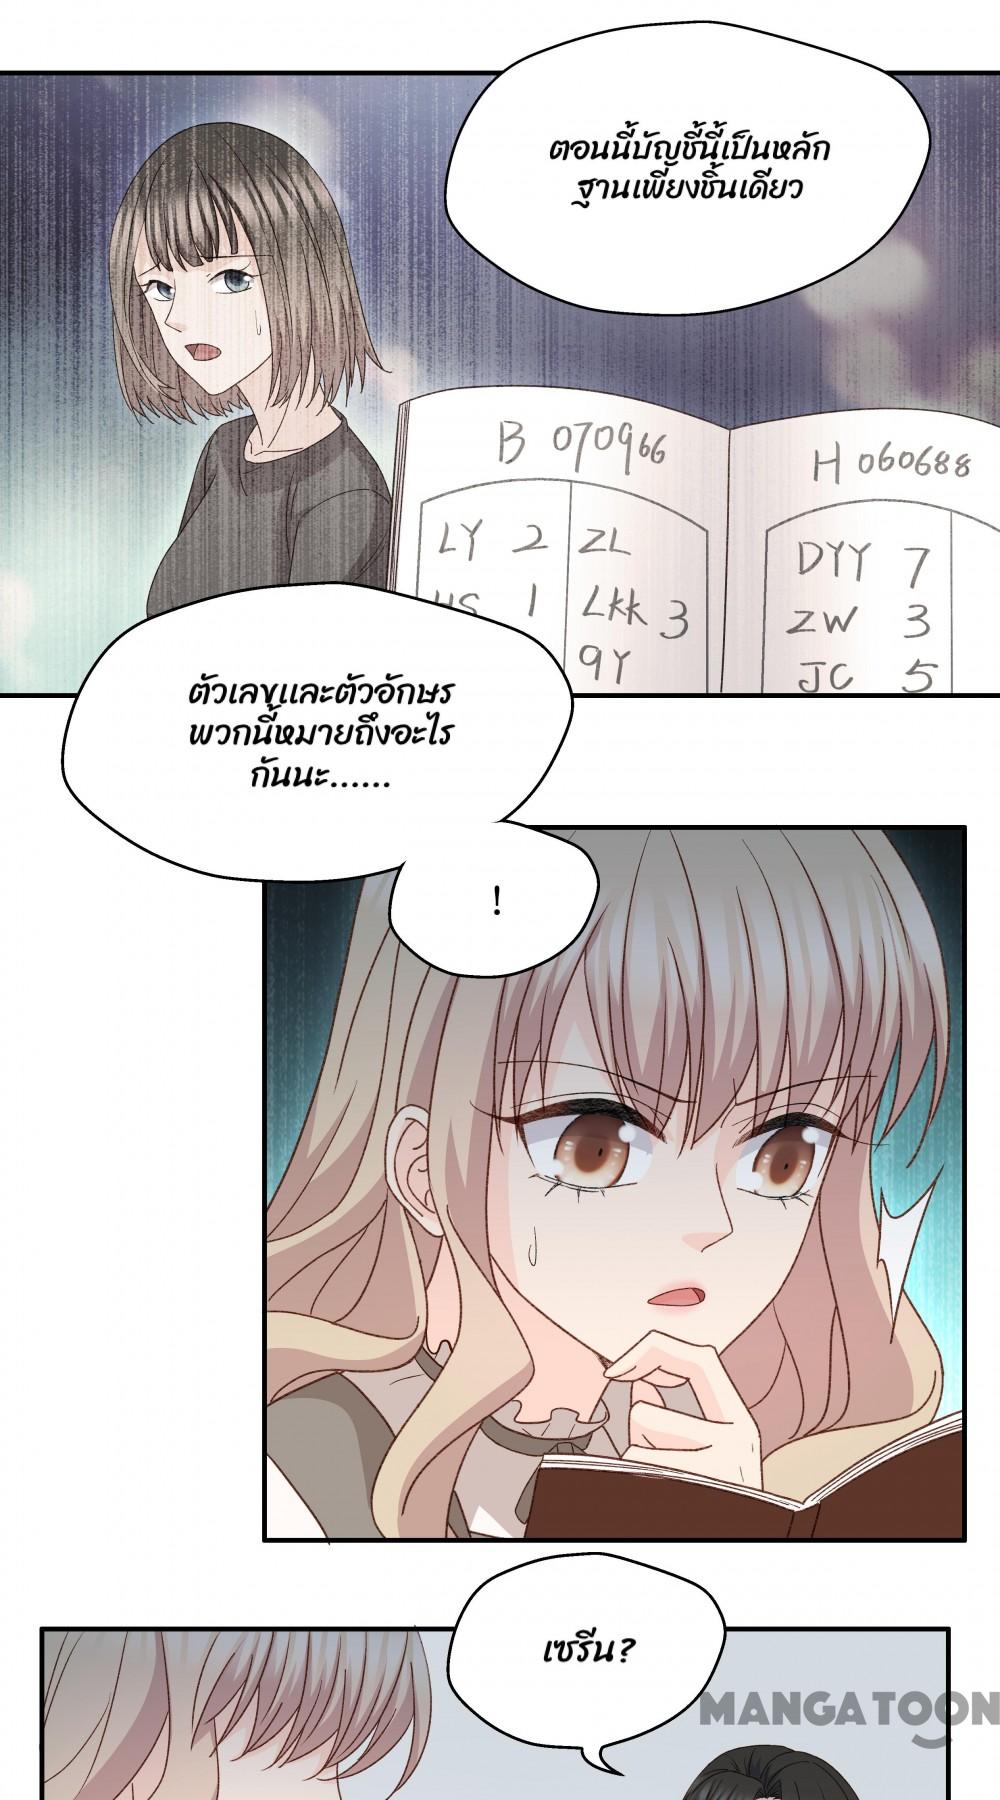 ตอนนี้บัญชีนี้เป็นหลัก
ฐานเพียงชิ้นเดียว
B 070966
H 060688
LY 2 ZL
DYY 7
HS 1 LKK 3
ZW 3
9Y
JC 5
ตัวเลขและตัวอักษร
พวกนี้หมายถึงอะไร
กันนะ......
!
เซรีน?
MANGATOON